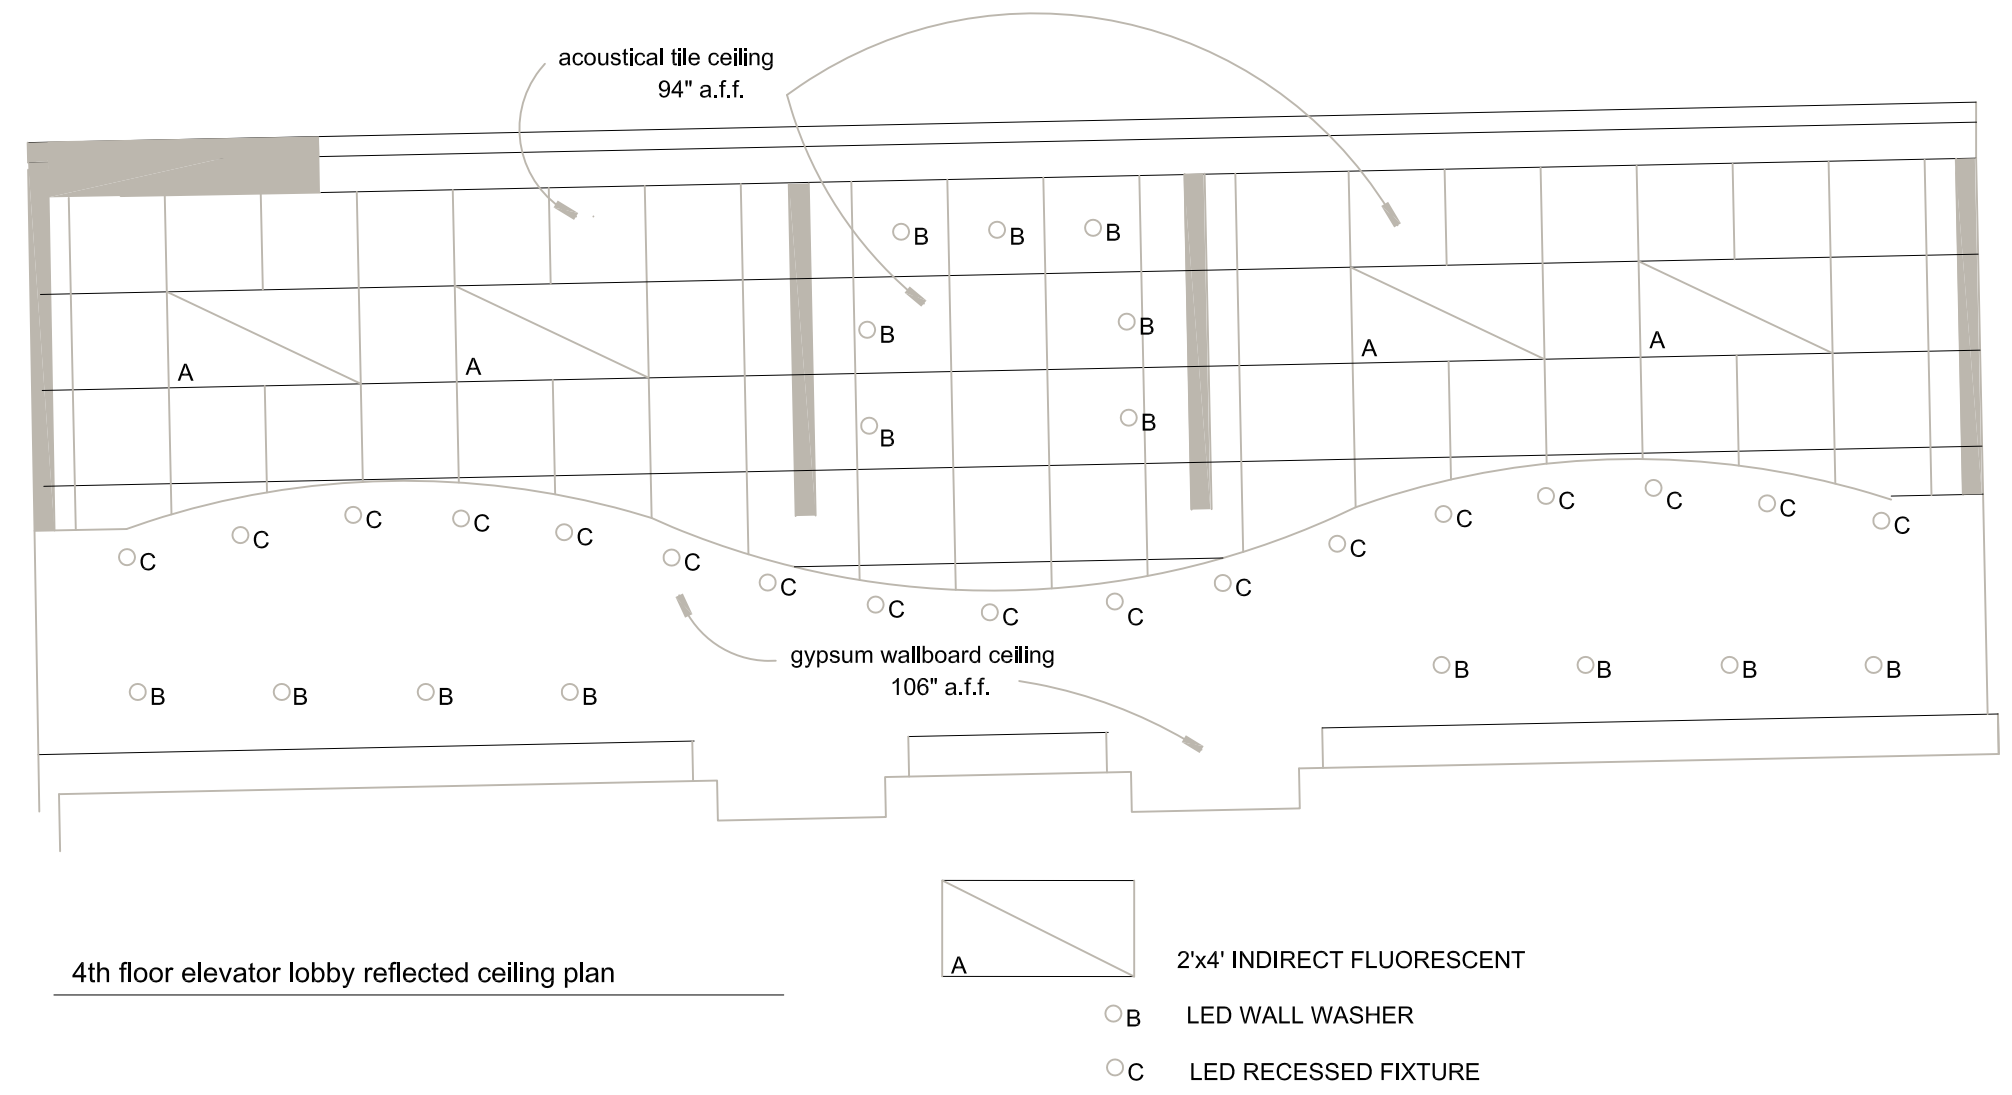 acoustical tile ceiling
94" a.f.f.
B B B
B B
A A A A
B B
C C C C C C C C C C C C C C C C C
gypsum wallboard ceiling
106" a.f.f.
B B B B B B B B
A
2'x4' INDIRECT FLUORESCENT
4th floor elevator lobby reflected ceiling plan
B LED WALL WASHER
C LED RECESSED FIXTURE